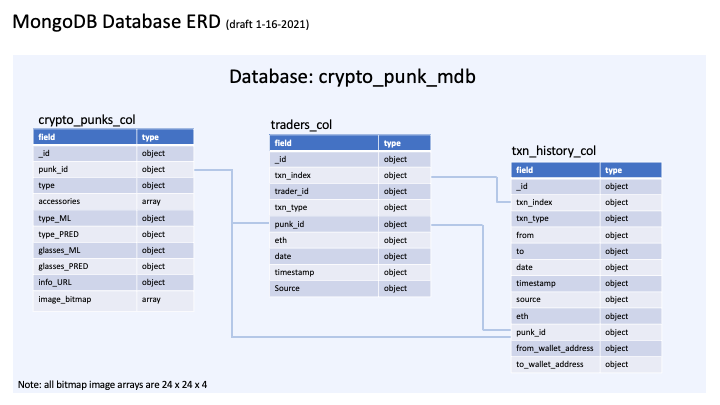 MongoDB Database ERD (draft 1-16-2021)
Database: crypto_punk_mdb
crypto_punks_col
field type
_id object
punk_id object
type object
accessories array
type_ML object
type_PRED object
glasses_ML object
glasses_PRED object
info_URL object
image_bitmap array
traders_col
field type
_id object
txn_index object
trader_id object
txn_type object
punk_id object
eth object
date object
timestamp object
Source object
txn_history_col
field type
_id object
txn_index object
txn_type object
from object
to object
date object
timestamp object
source object
eth object
punk_id object
from_wallet_address object
to_wallet_address object
Note: all bitmap image arrays are 24 x 24 x 4